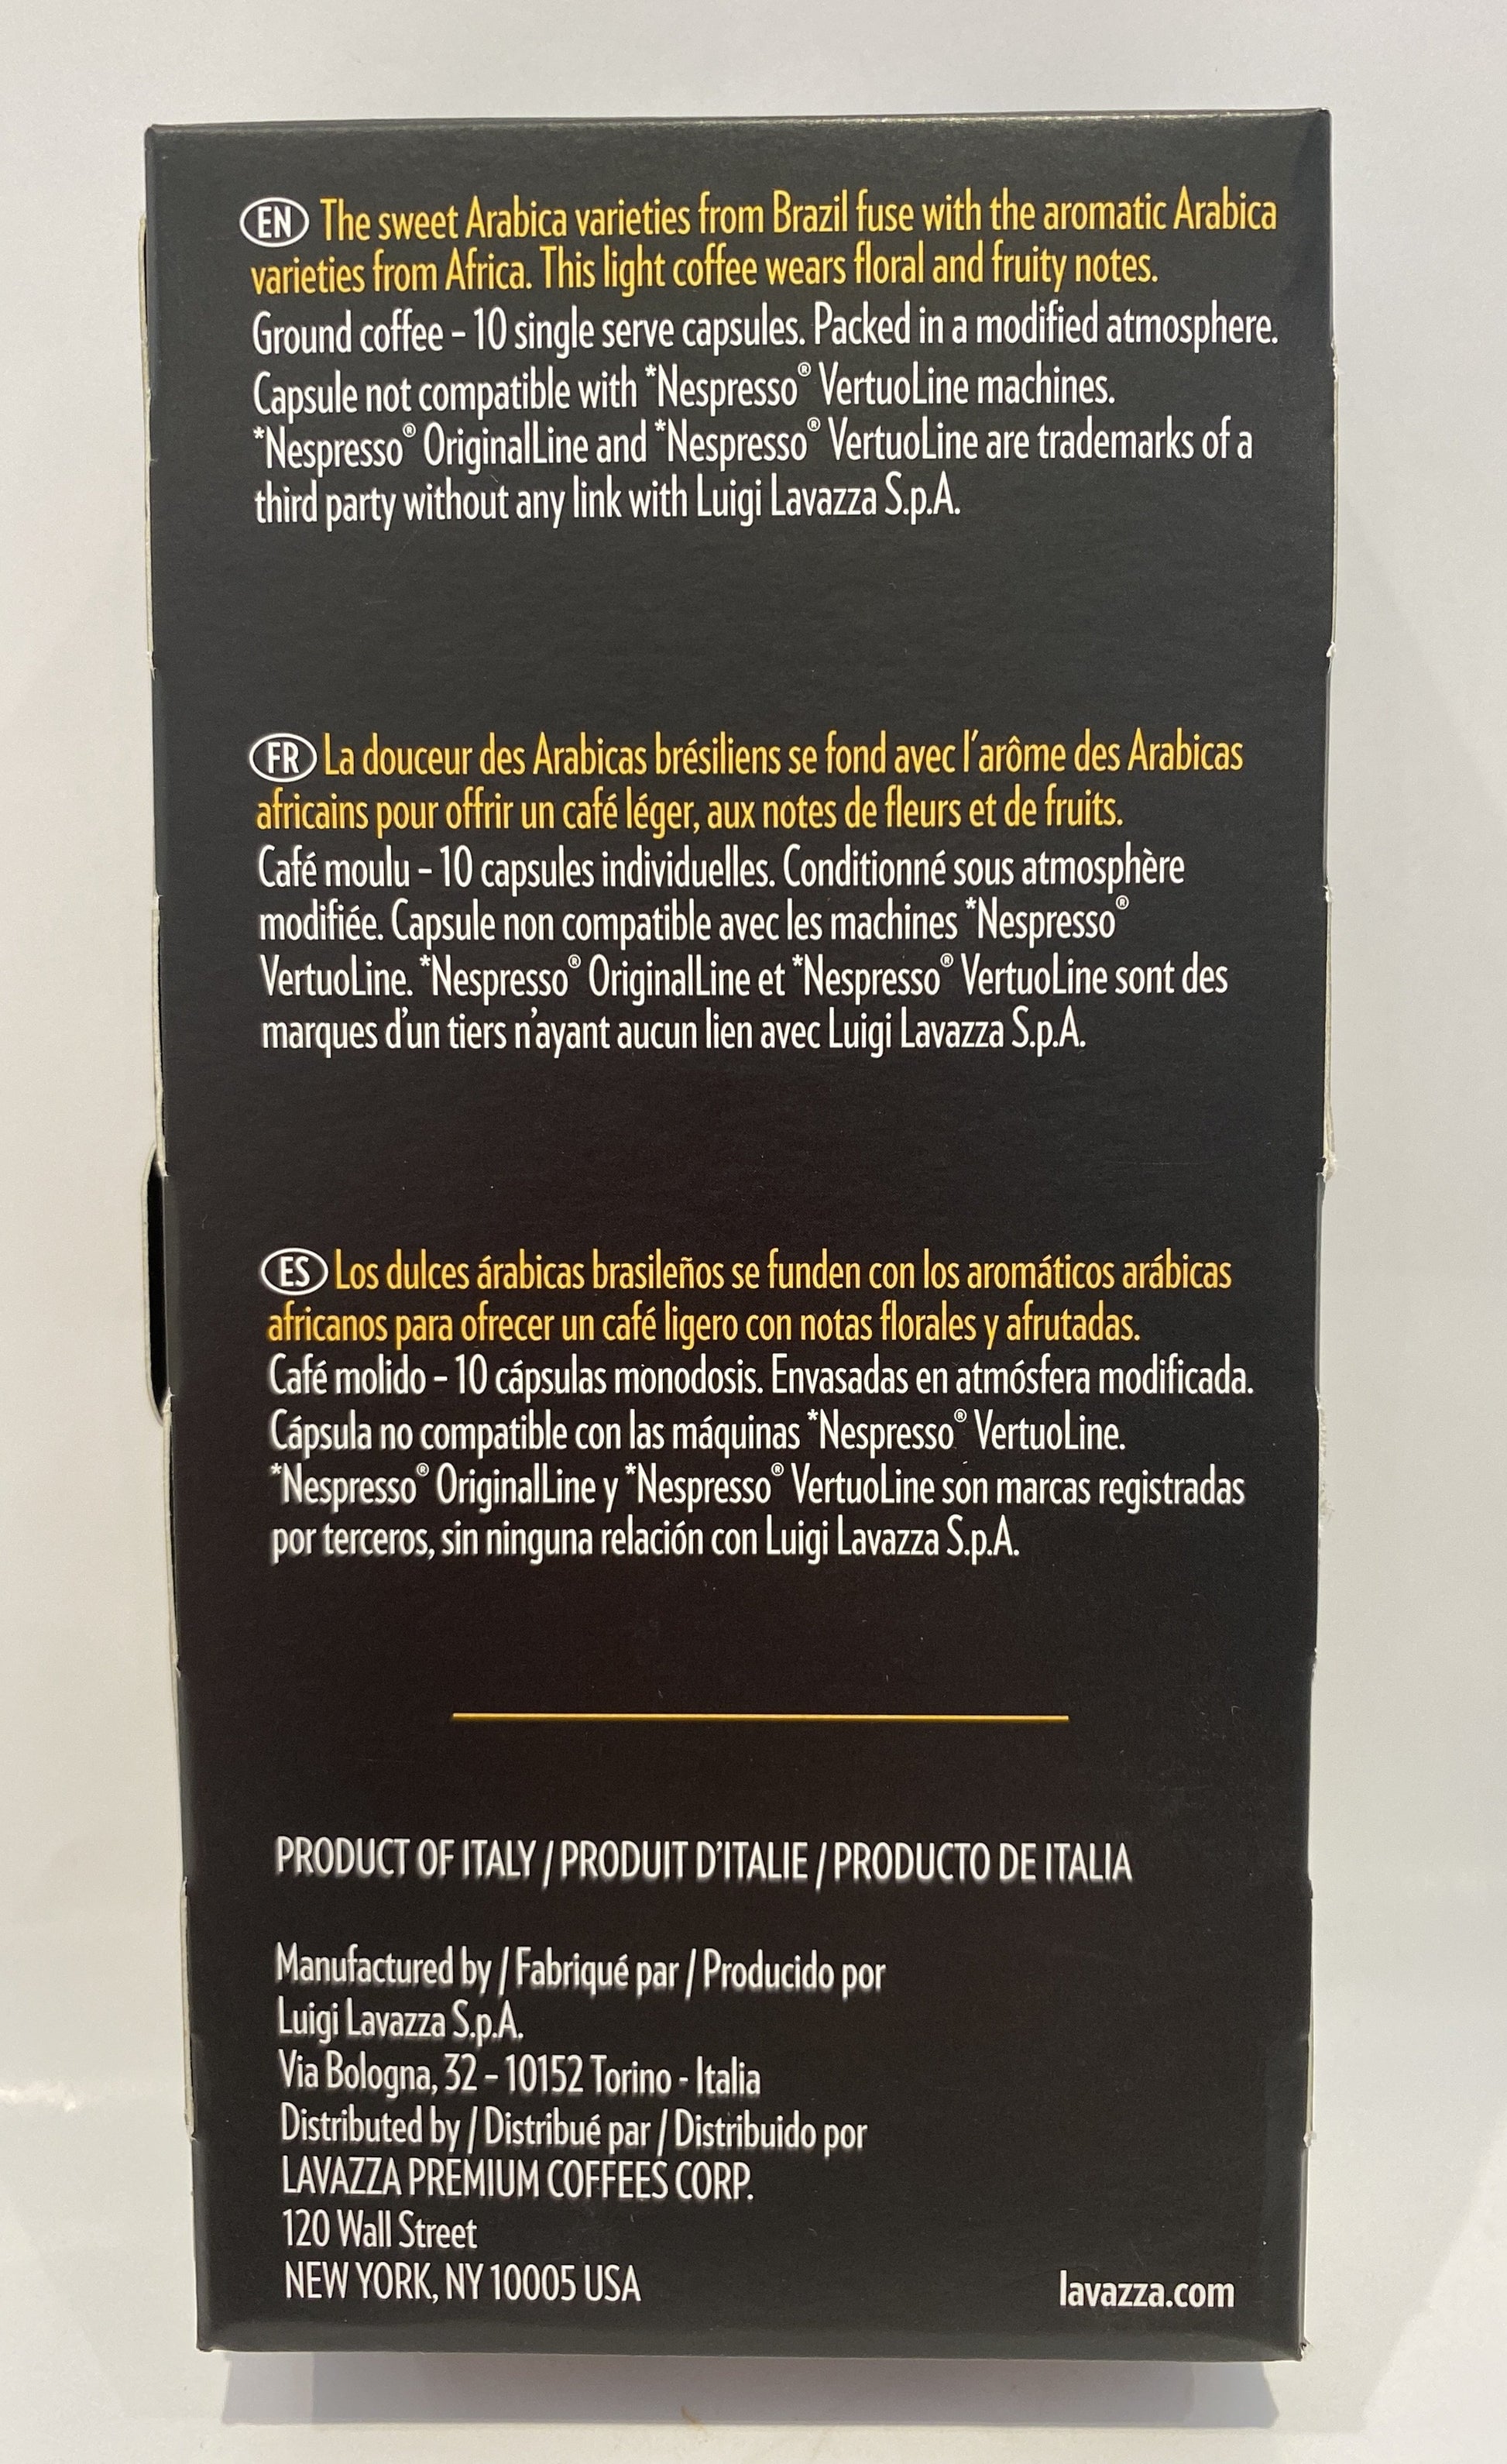 EN The sweet Arabica varieties from Brazil fuse with the aromatic Arabica
varieties from Africa. This light coffee wears floral and fruity notes.
Ground coffee – 10 single serve capsules. Packed in a modified atmosphere.
Capsule not compatible with *Nespresso® VertuoLine machines.
*Nespresso® OriginalLine and *Nespresso® VertuoLine are trademarks of a
third party without any link with Luigi Lavazza S.p.A.
FR La douceur des Arabicas brésiliens se fond avec l'arôme des Arabicas
africains pour offrir un café léger, aux notes de fleurs et de fruits.
Café moulu – 10 capsules individuelles. Conditionné sous atmosphère
modifiée. Capsule non compatible avec les machines *Nespresso®
VertuoLine. *Nespresso® OriginalLine et *Nespresso® VertuoLine sont des
marques d'un tiers n'ayant aucun lien avec Luigi Lavazza S.p.A.
ES Los dulces árabicas brasileños se funden con los aromáticos arábicas
africanos para ofrecer un café ligero con notas florales y afrutadas.
Café molido – 10 cápsulas monodosis. Envasadas en atmósfera modificada.
Cápsula no compatible con las máquinas *Nespresso® VertuoLine.
*Nespresso® OriginalLine y *Nespresso® VertuoLine son marcas registradas
por terceros, sin ninguna relación con Luigi Lavazza S.p.A.
PRODUCT OF ITALY / PRODUIT D'ITALIE / PRODUCTO DE ITALIA
Manufactured by / Fabriqué par / Producido por
Luigi Lavazza S.p.A.
Via Bologna, 32 – 10152 Torino - Italia
Distributed by / Distribué par / Distribuido por
LAVAZZA PREMIUM COFFEES CORP.
120 Wall Street
NEW YORK, NY 10005 USA
lavazza.com